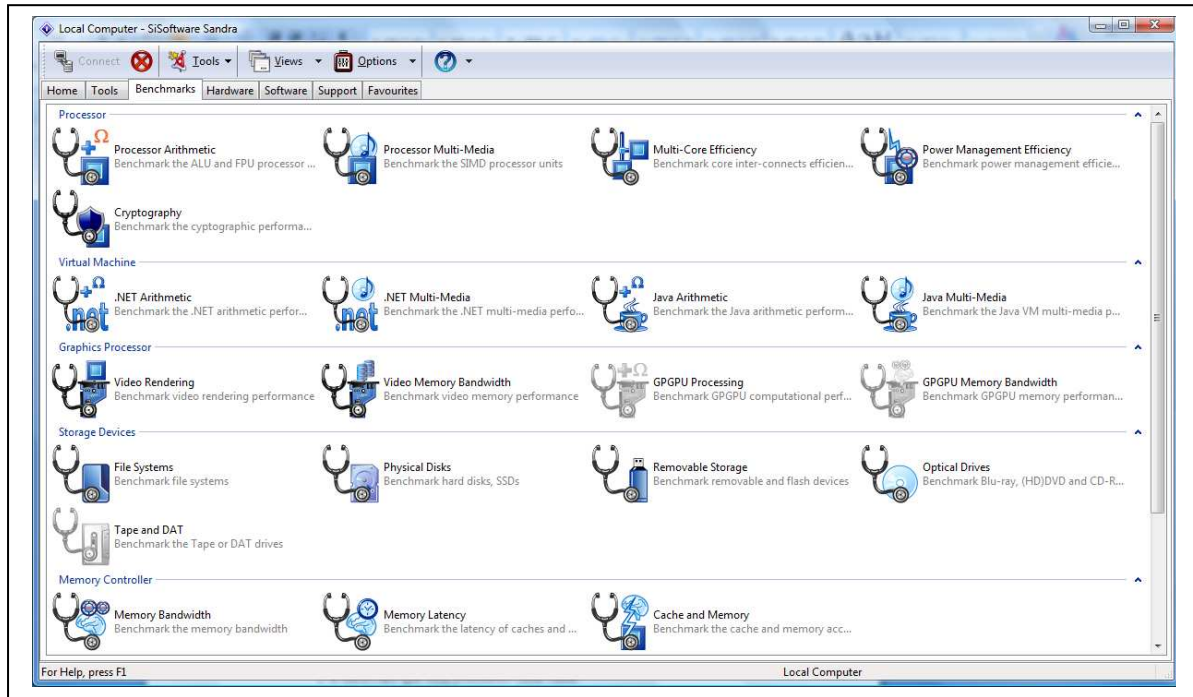 Local Computer - SiSoftware Sandra
Connect Tools Views Options
Home Tools Benchmarks Hardware Software Support Favourites
Processor
Processor Arithmetic
Benchmark the ALU and FPU processor ...
Processor Multi-Media
Benchmark the SIMD processor units
Multi-Core Efficiency
Benchmark core inter-connects efficien...
Power Management Efficiency
Benchmark power management efficie...
Cryptography
Benchmark the cyptographic performa...
Virtual Machine
.NET Arithmetic
Benchmark the .NET arithmetic perfor...
.NET Multi-Media
Benchmark the .NET multi-media perfo...
Java Arithmetic
Benchmark the Java arithmetic perform...
Java Multi-Media
Benchmark the Java VM multi-media p...
Graphics Processor
Video Rendering
Benchmark video rendering performance
Video Memory Bandwidth
Benchmark video memory performance
GPGPU Processing
Benchmark GPGPU computational perf...
GPGPU Memory Bandwidth
Benchmark GPGPU memory performan...
Storage Devices
File Systems
Benchmark file systems
Physical Disks
Benchmark hard disks, SSDs
Removable Storage
Benchmark removable and flash devices
Optical Drives
Benchmark Blu-ray, (HD)DVD and CD-R...
Tape and DAT
Benchmark the Tape or DAT drives
Memory Controller
Memory Bandwidth
Benchmark the memory bandwidth
Memory Latency
Benchmark the latency of caches and ...
Cache and Memory
Benchmark the cache and memory acc...
For Help, press F1
Local Computer